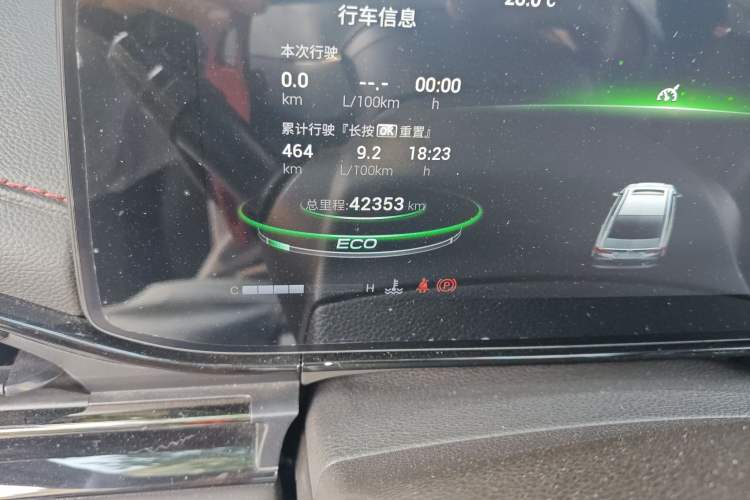 行车信息
本次行驶
0.0 --.- 00:00
km L/100km h
累计行驶『长按OK重置』
464 9.2 18:23
km L/100km h
总里程:42353 km
ECO
C H P